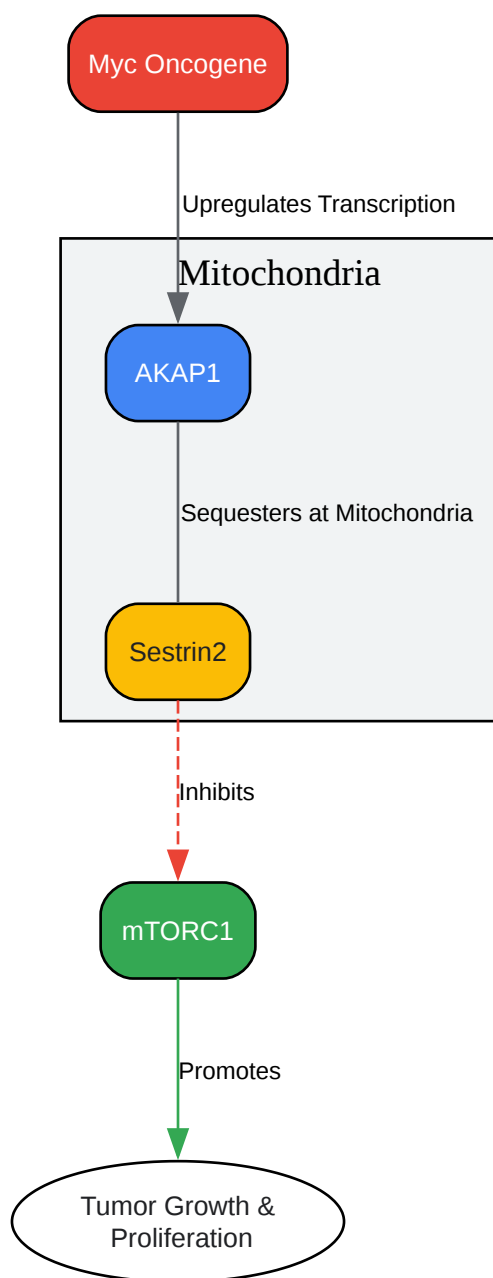 Myc Oncogene
Upregulates Transcription
Mitochondria
AKAP1
Sequesters at Mitochondria
Sestrin2
Inhibits
mTORC1
Promotes
Tumor Growth &
Proliferation